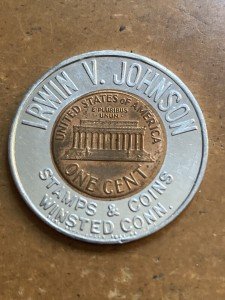 IRWIN V. JOHNSON
UNITED STATES OF AMERICA
E·PLURIBUS
UNUM·
ONE CENT
STAMPS & COINS
WINSTED CONN.